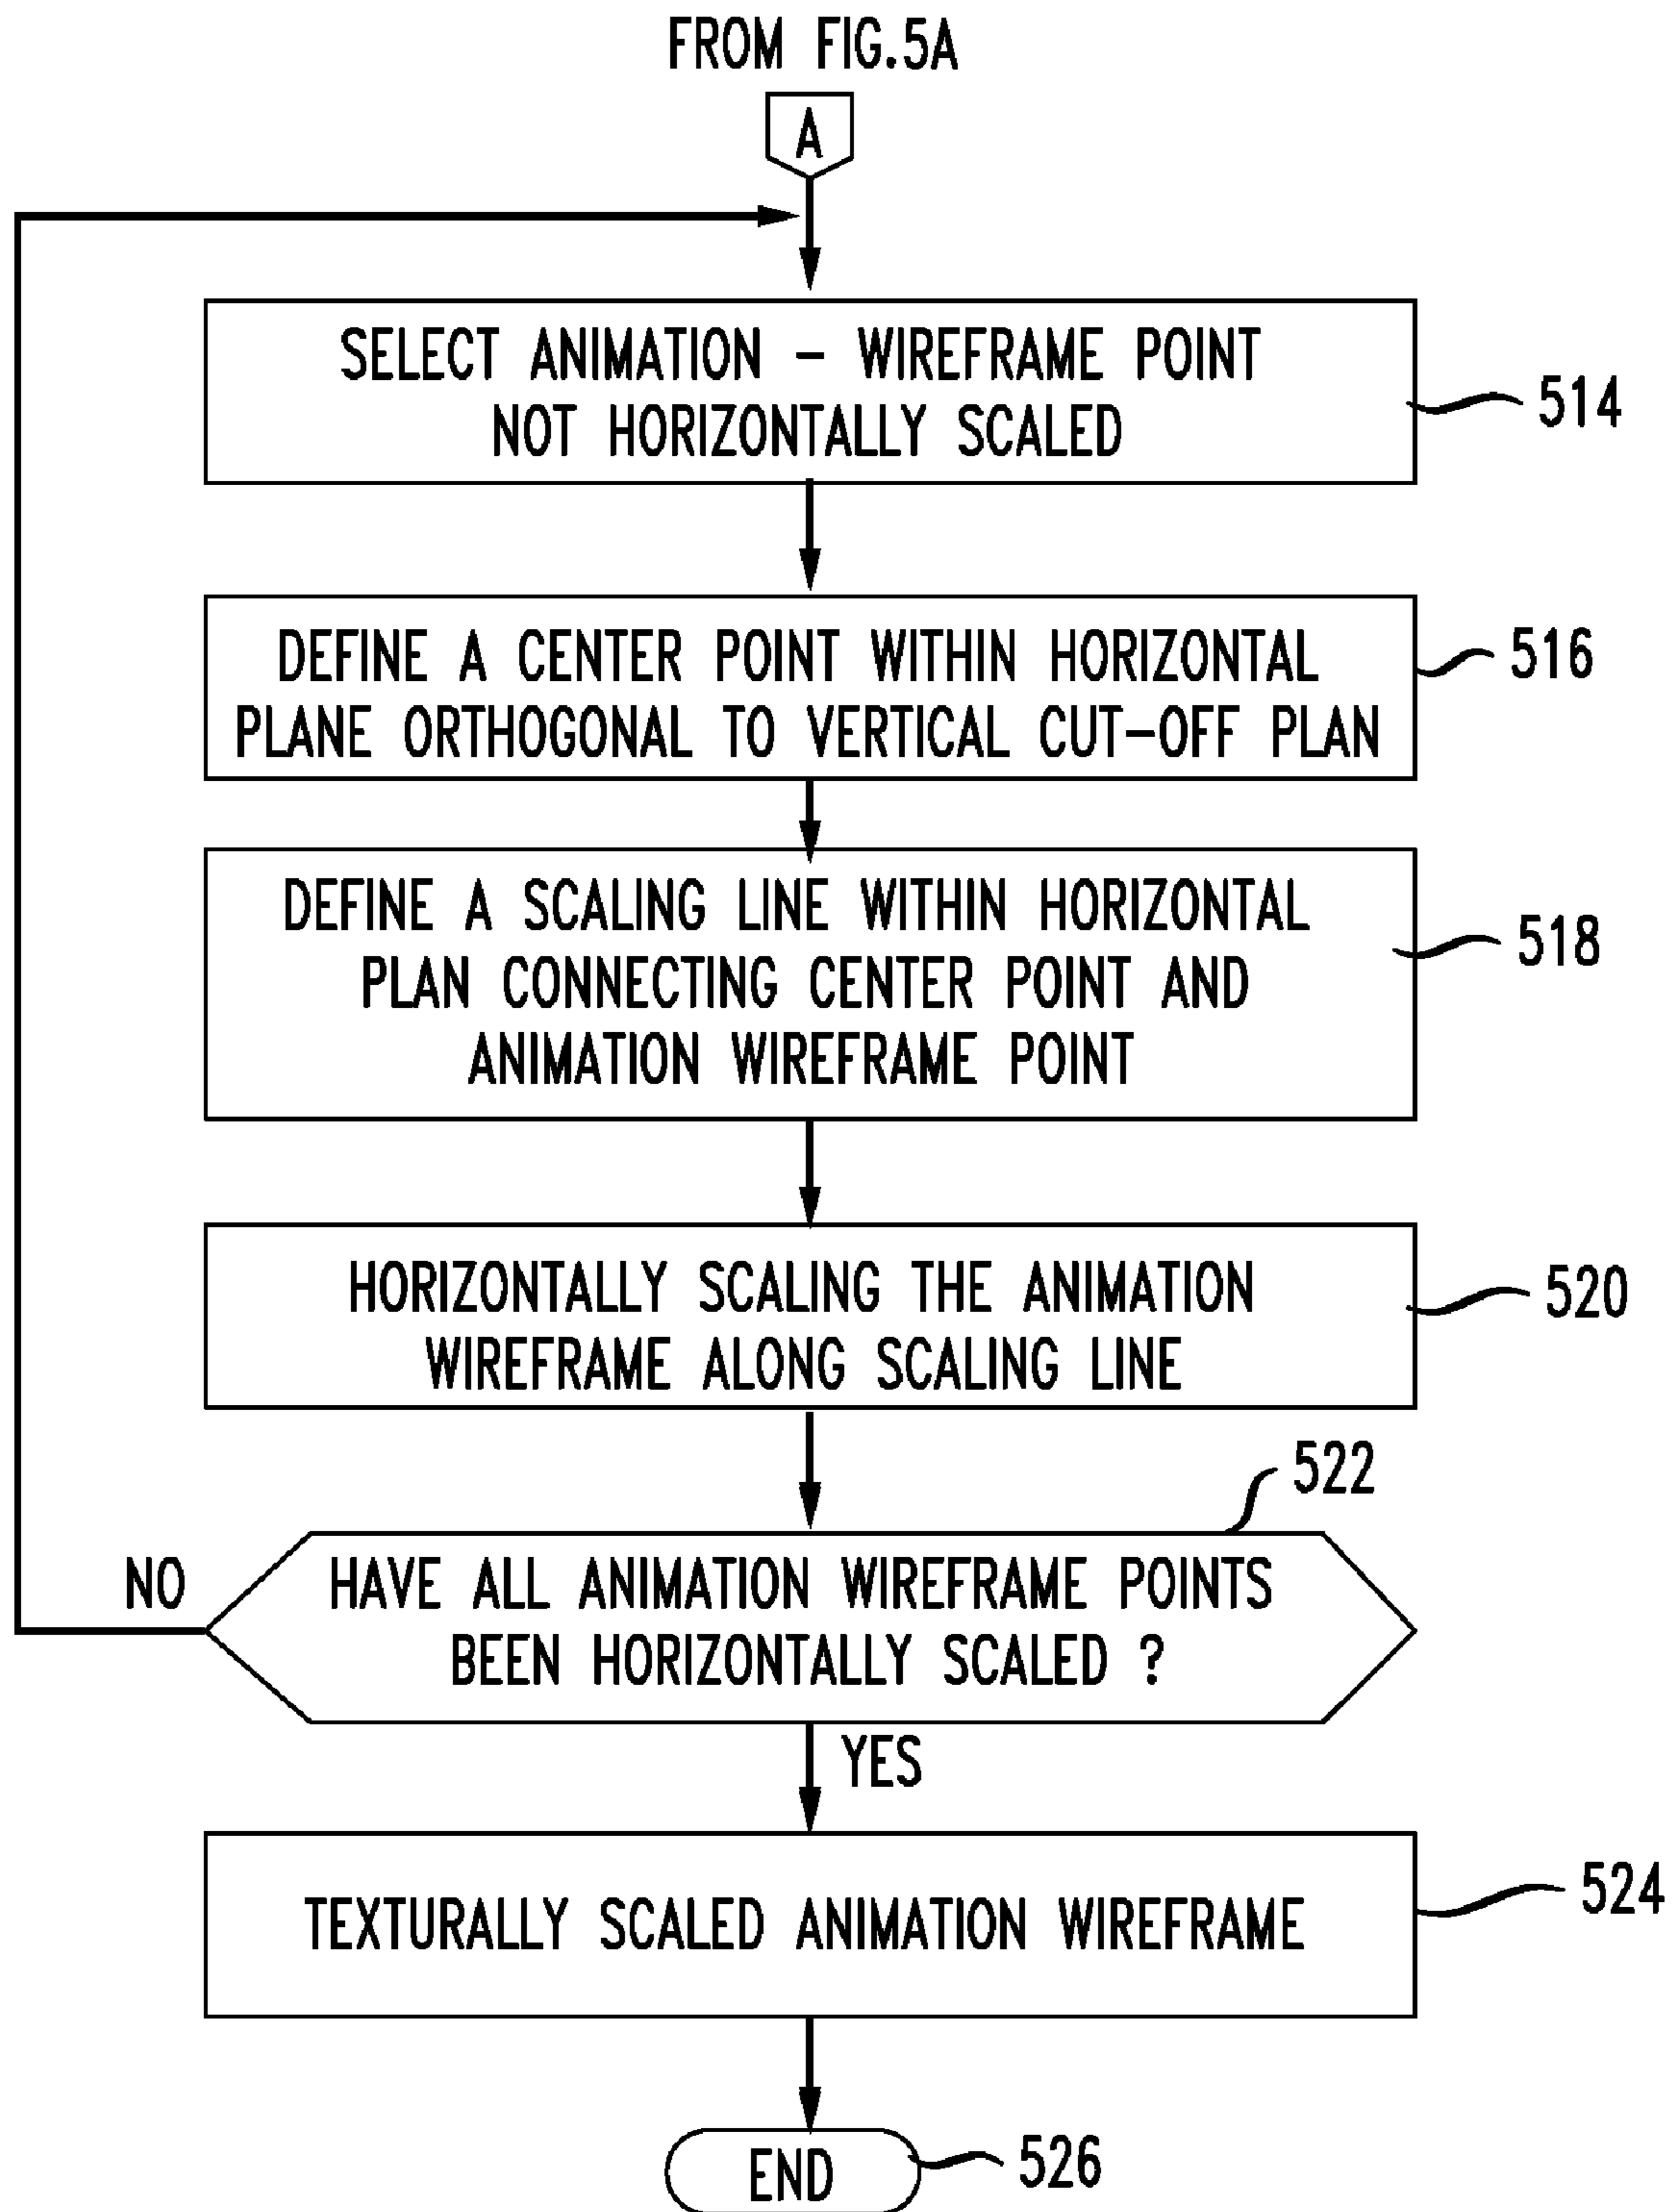 FROM FIG.5A
A
SELECT ANIMATION - WIREFRAME POINT
NOT HORIZONTALLY SCALED
514
DEFINE A CENTER POINT WITHIN HORIZONTAL
PLANE ORTHOGONAL TO VERTICAL CUT-OFF PLAN
516
DEFINE A SCALING LINE WITHIN HORIZONTAL
PLAN CONNECTING CENTER POINT AND
ANIMATION WIREFRAME POINT
518
HORIZONTALLY SCALING THE ANIMATION
WIREFRAME ALONG SCALING LINE
520
522
NO
HAVE ALL ANIMATION WIREFRAME POINTS
BEEN HORIZONTALLY SCALED ?
YES
TEXTURALLY SCALED ANIMATION WIREFRAME
524
END
526